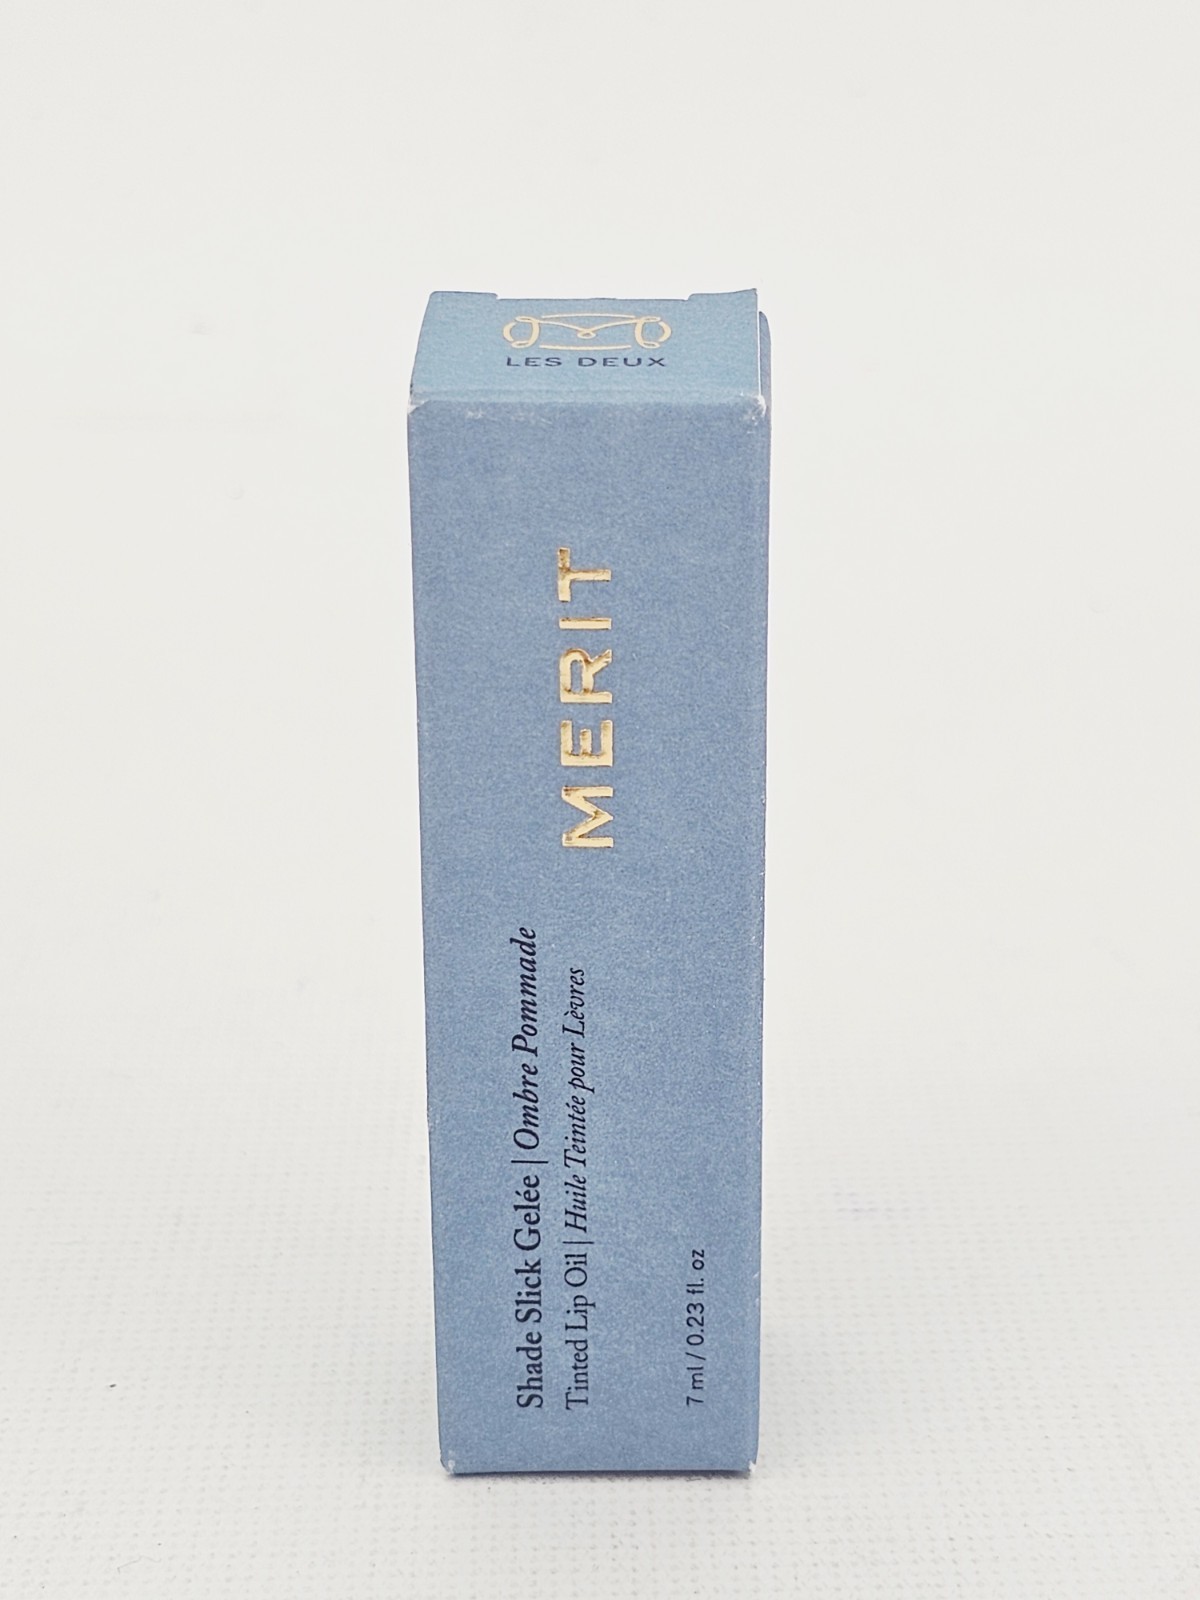 LES DEUX
MERIT
Shade Slick Gelée | Ombre Pommade
Tinted Lip Oil | Huile Teintée pour Lèvres
7 ml / 0.23 fl. oz